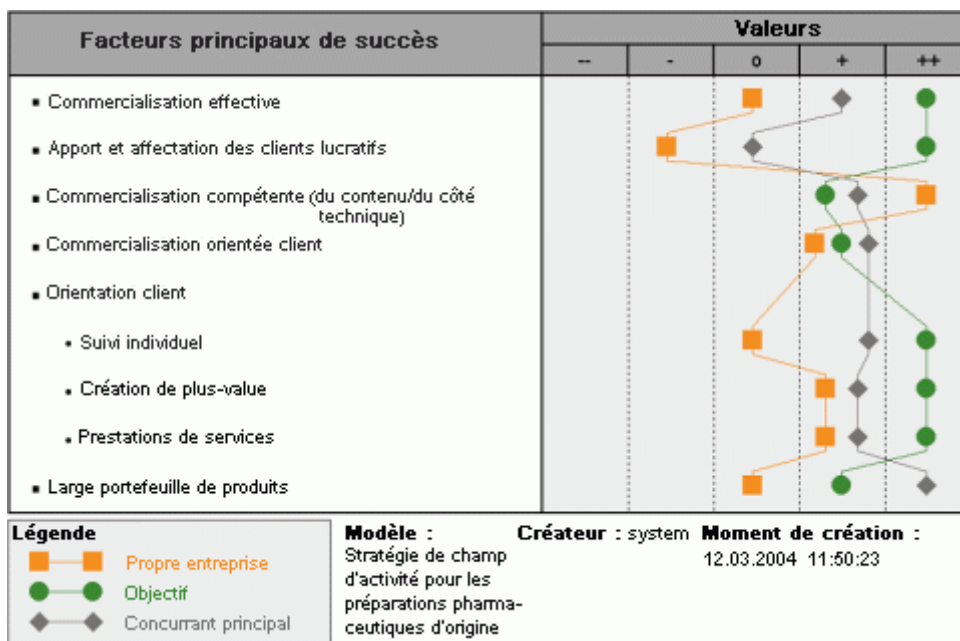 Facteurs principaux de succès
Valeurs
-- - o + ++
▪ Commercialisation effective
▪ Apport et affectation des clients lucratifs
▪ Commercialisation compétente (du contenu/du côté
technique)
▪ Commercialisation orientée client
▪ Orientation client
• Suivi individuel
• Création de plus-value
• Prestations de services
▪ Large portefeuille de produits
Légende
Propre entreprise
Objectif
Concurrant principal
Modèle :
Stratégie de champ
d'activité pour les
préparations pharma-
ceutiques d'origine
Créateur : system
Moment de création :
12.03.2004 11:50:23